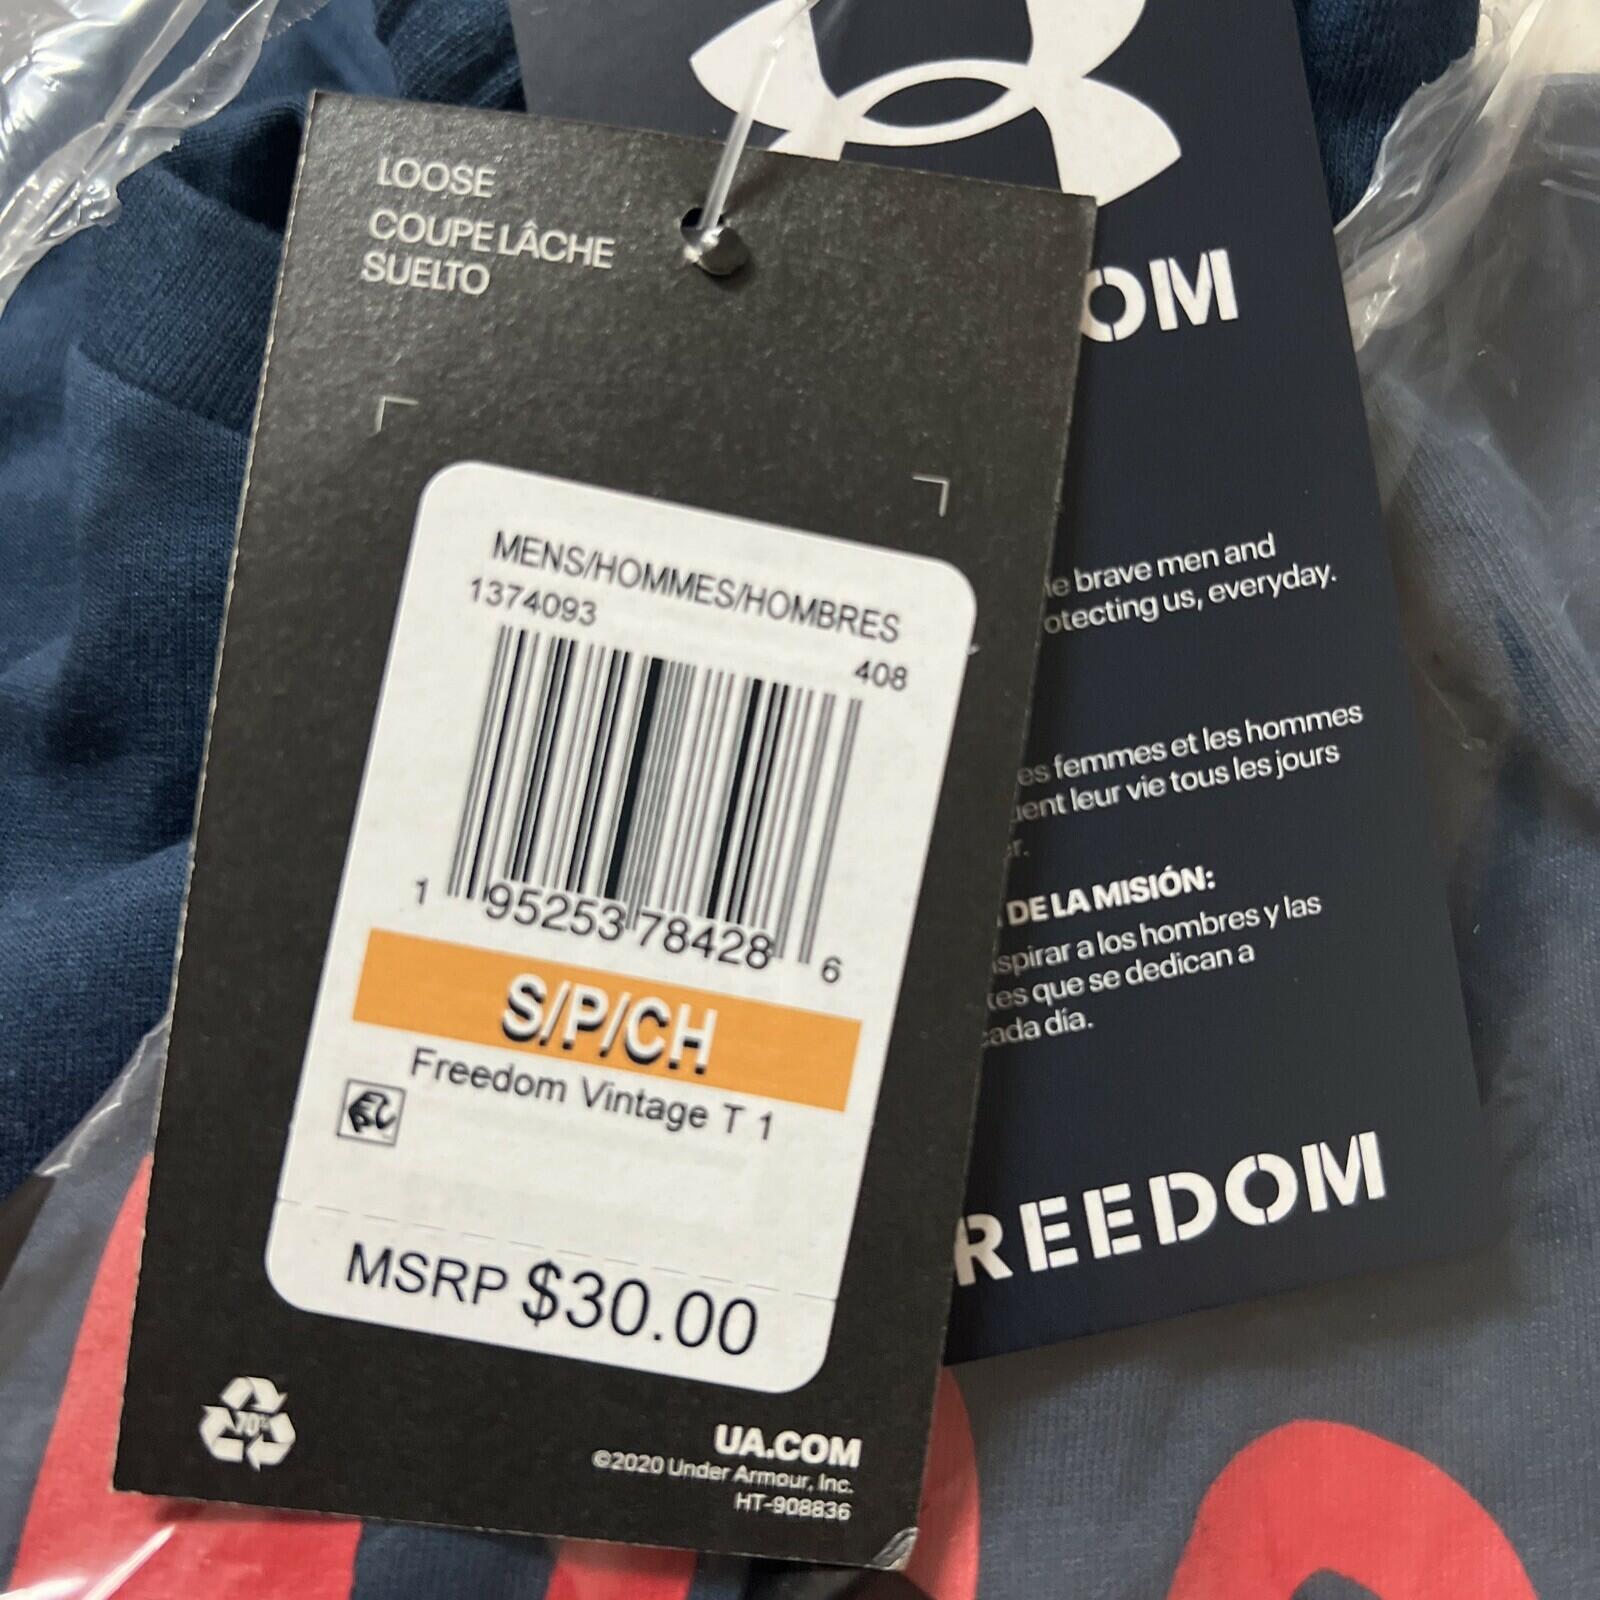 LOOSE
COUPE LÂCHE
SUELTO
MENS/HOMMES/HOMBRES
1374093
408
1 95253 78428 6
S/P/CH
Freedom Vintage T 1
MSRP $30.00
70%
UA.COM
©2020 Under Armour, Inc.
HT-908836
OM
brave men and
otecting us, everyday.
es femmes et les hommes
uent leur vie tous les jours
r.
DE LA MISIÓN:
spirar a los hombres y las
tes que se dedican a
cada día.
REEDOM